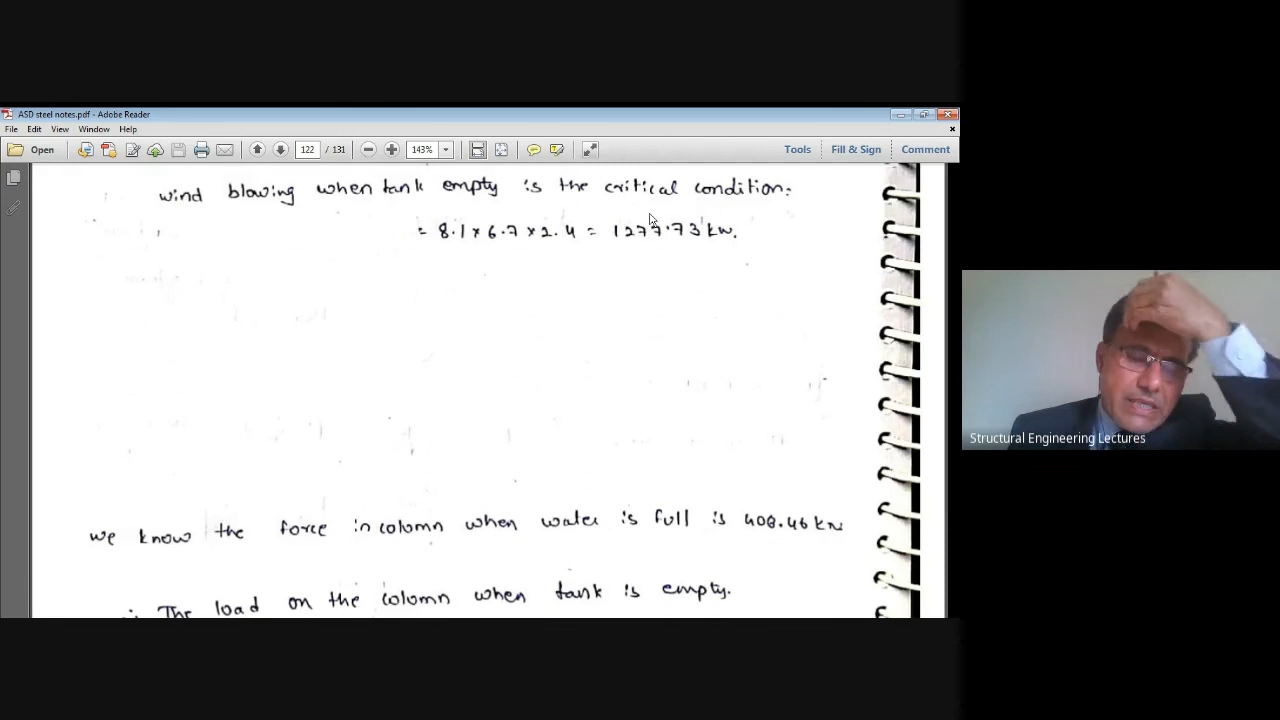 ASD steel notes.pdf - Adobe Reader
File Edit View Window Help
Open 122 / 131 143% Tools Fill & Sign Comment
wind blowing when tank empty is the critical condition:
= 8.1 x 6.7 x 2.4 = 1277.73 kN.
we know the force in column when water is full is 408.46 kN
∴ The load on the column when tank is empty.
Structural Engineering Lectures